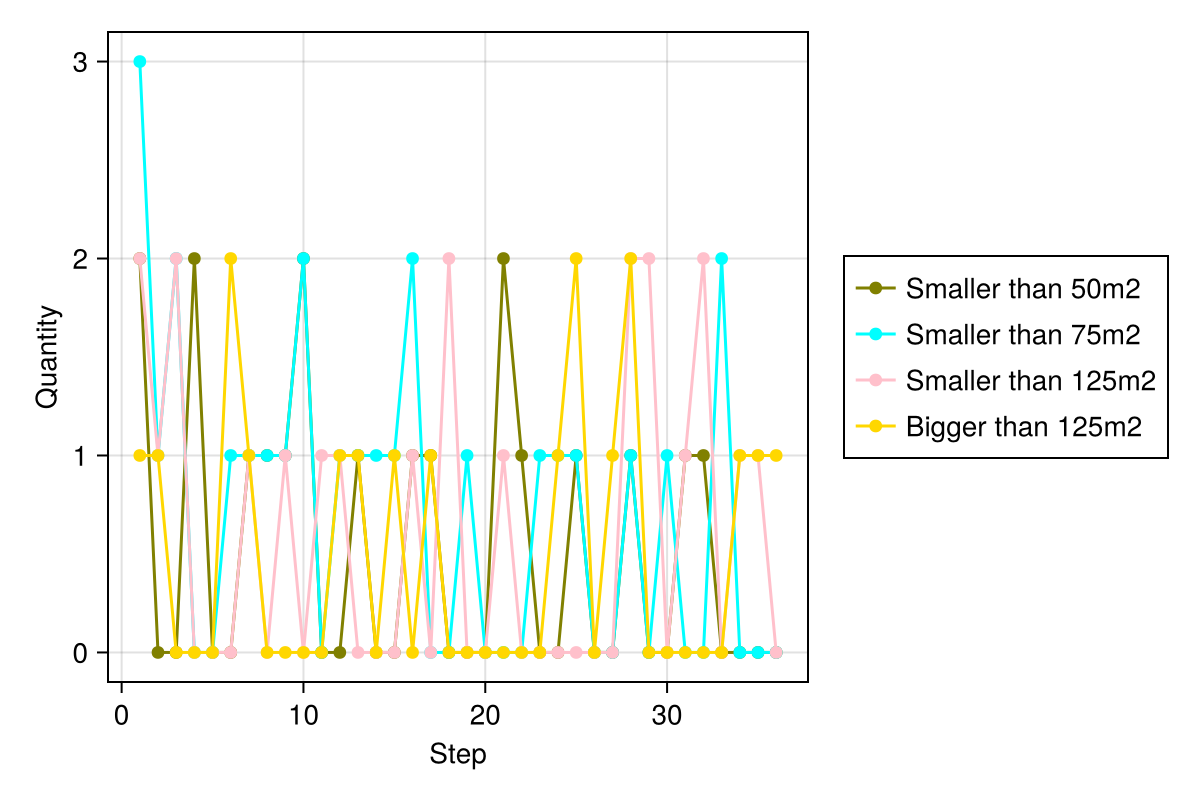 3
2
1
0
Quantity
0 10 20 30
Step
Smaller than 50m2
Smaller than 75m2
Smaller than 125m2
Bigger than 125m2